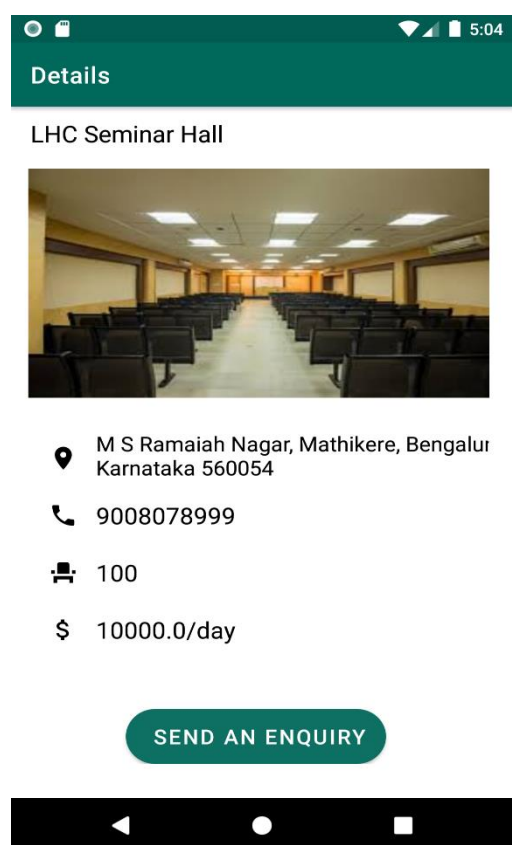 5:04
Details
LHC Seminar Hall
M S Ramaiah Nagar, Mathikere, Bengalur
Karnataka 560054
9008078999
100
$ 10000.0/day
SEND AN ENQUIRY